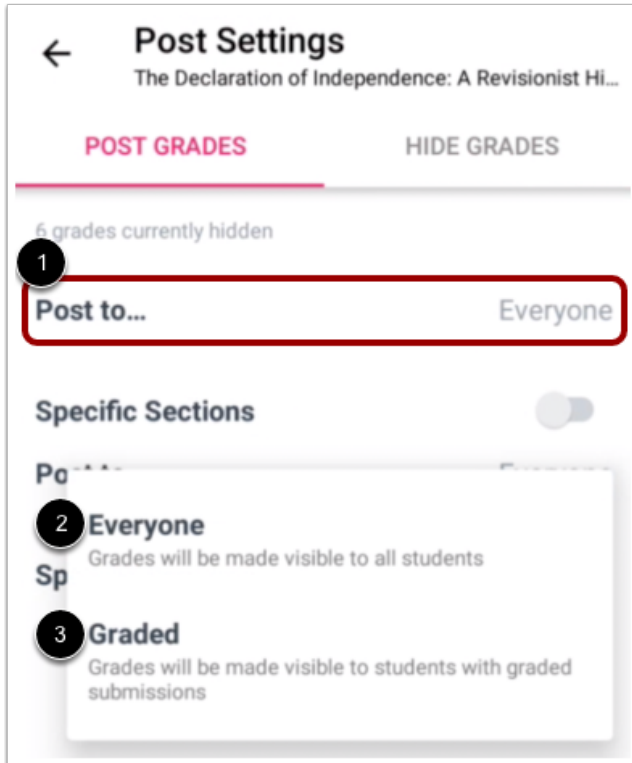 Post Settings
The Declaration of Independence: A Revisionist Hi...
POST GRADES
HIDE GRADES
6 grades currently hidden
1
Post to...
Everyone
Specific Sections
2
Everyone
Grades will be made visible to all students
Sp
3
Graded
Grades will be made visible to students with graded
submissions